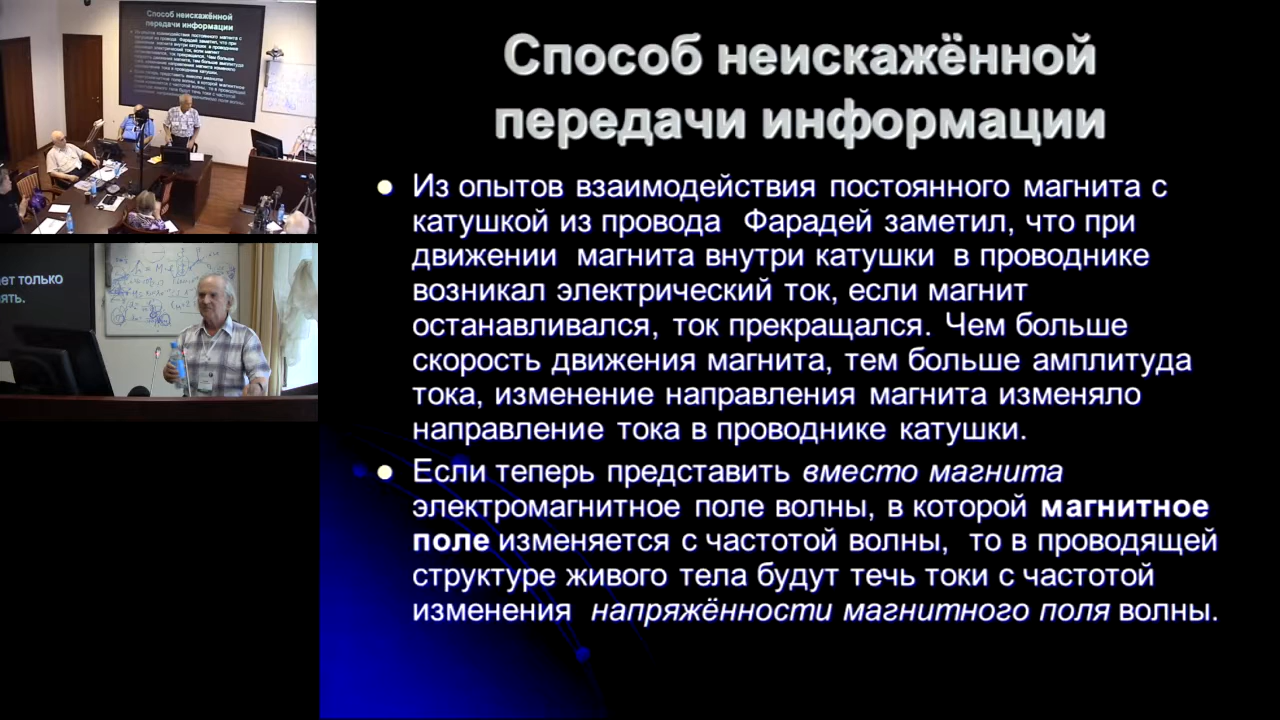 Способ неискажённой
передачи информации
Из опытов взаимодействия постоянного магнита с
катушкой из провода Фарадей заметил, что при
движении магнита внутри катушки в проводнике
возникал электрический ток, если магнит
останавливался, ток прекращался. Чем больше
скорость движения магнита, тем больше амплитуда
тока, изменение направления магнита изменяло
направление тока в проводнике катушки.
Если теперь представить вместо магнита
электромагнитное поле волны, в которой магнитное
поле изменяется с частотой волны, то в проводящей
структуре живого тела будут течь токи с частотой
изменения напряжённости магнитного поля волны.
Способ неискажённой
передачи информации
ет только
ять.